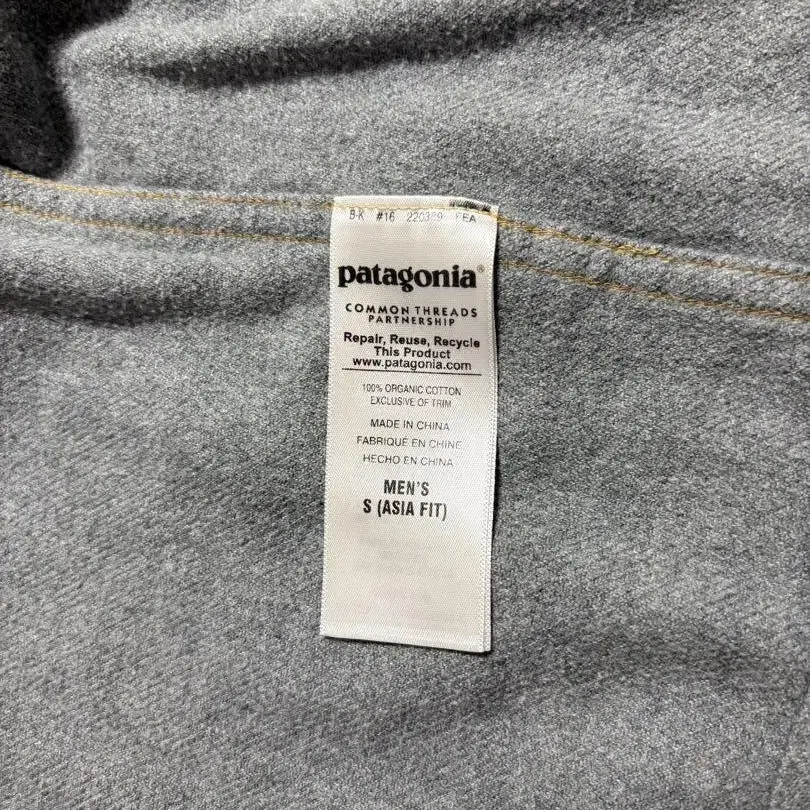 B-K #16 220389 FEA
patagonia®
COMMON THREADS
PARTNERSHIP
Repair, Reuse, Recycle
This Product
www.patagonia.com
100% ORGANIC COTTON
EXCLUSIVE OF TRIM
MADE IN CHINA
FABRIQUÉ EN CHINE
HECHO EN CHINA
MEN'S
S (ASIA FIT)